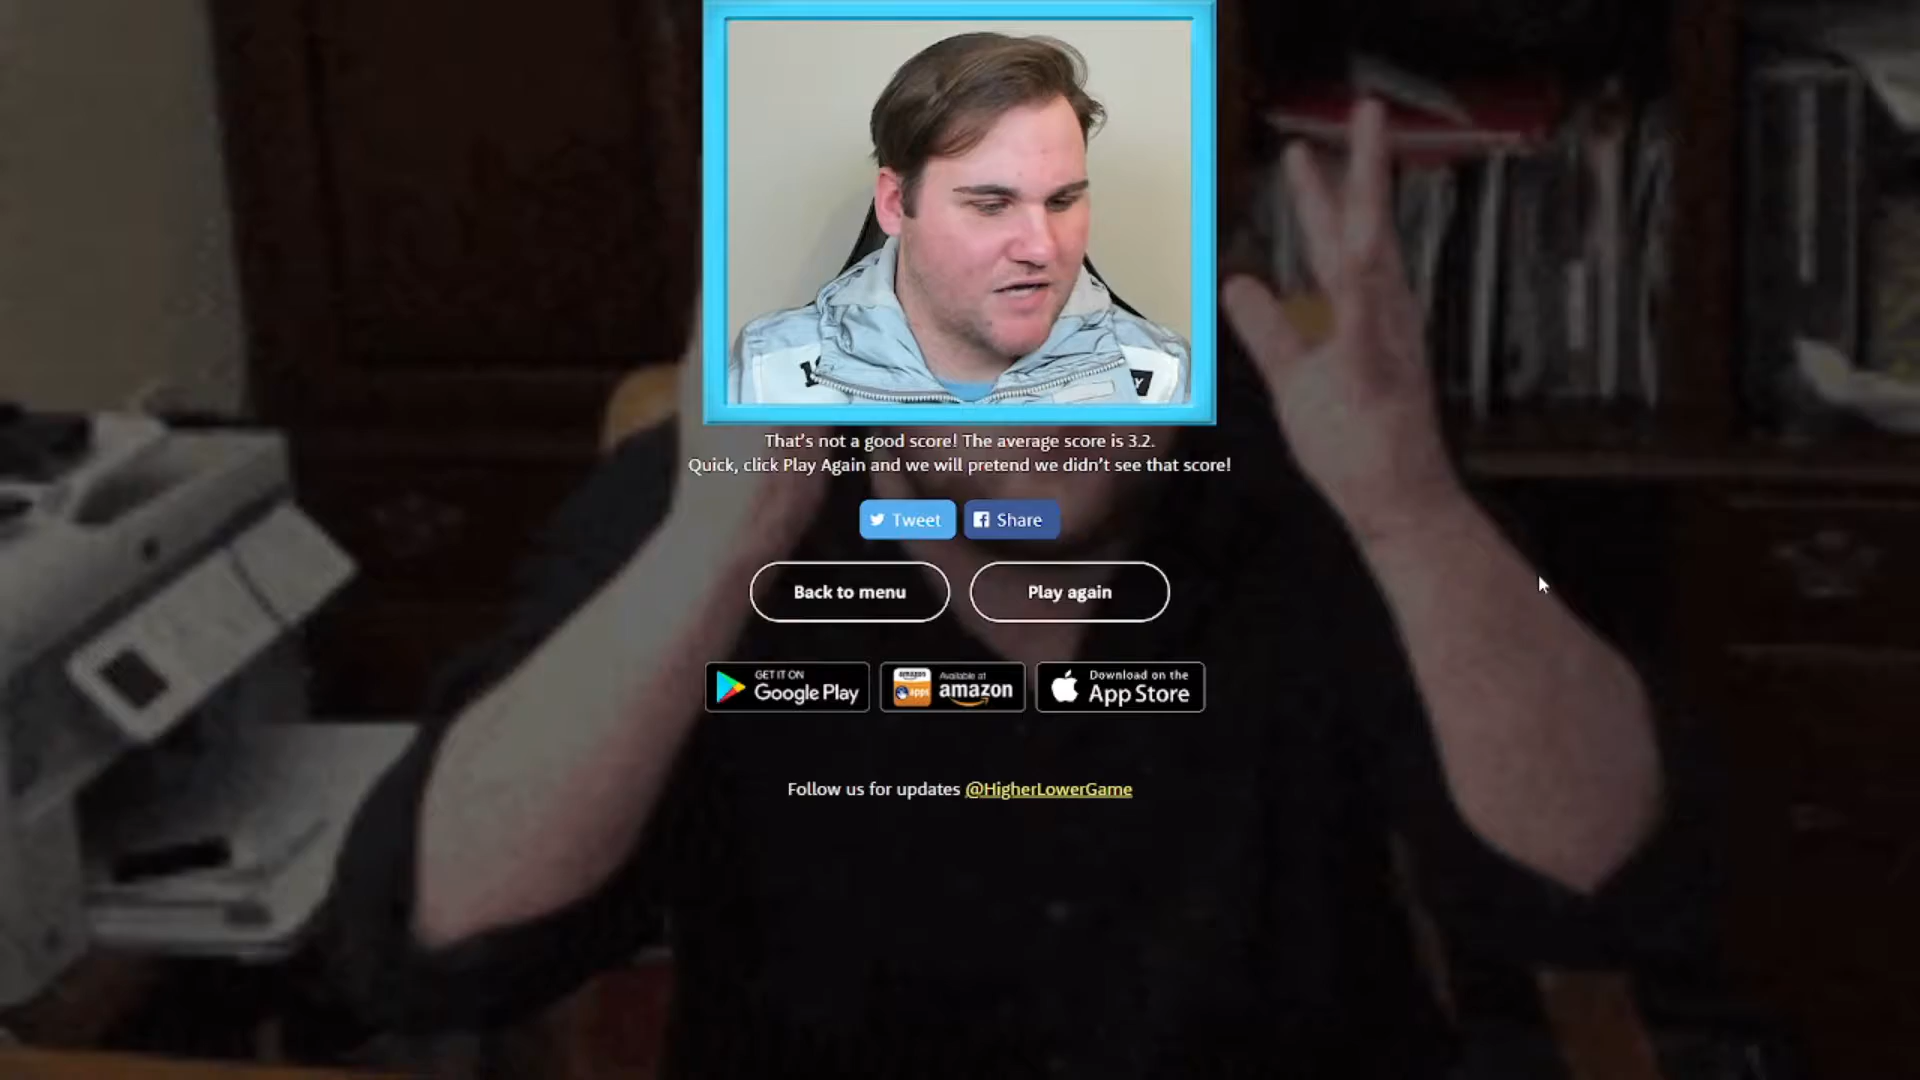 That's not a good score! The average score is 3.2.
Quick, click Play Again and we will pretend we didn't see that score!
Tweet Share
Back to menu Play again
GET IT ON
Google Play
amazon
apps
Available at
amazon
Download on the
App Store
Follow us for updates @HigherLowerGame